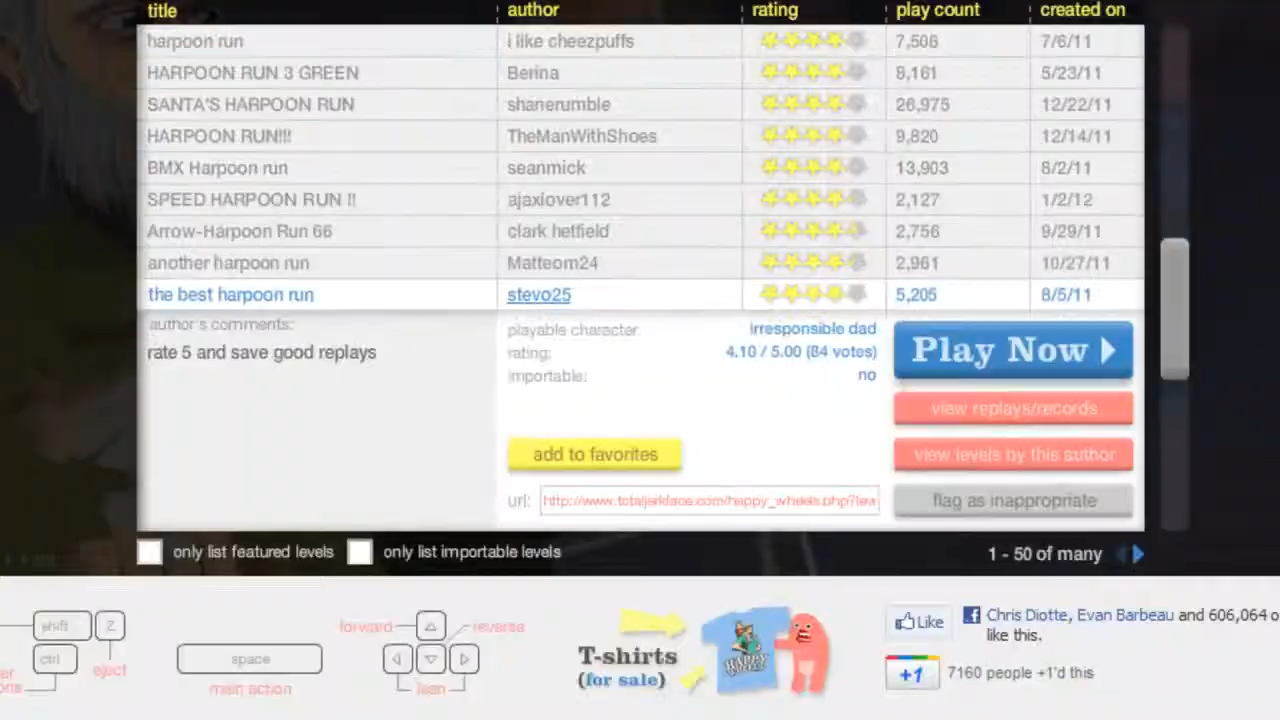 title author rating play count created on
harpoon run i like cheezpuffs 7,506 7/6/11
HARPOON RUN 3 GREEN Berina 8,161 5/23/11
SANTA'S HARPOON RUN shanerumble 26,975 12/22/11
HARPOON RUN!!! TheManWithShoes 9,820 12/14/11
BMX Harpoon run seanmick 13,903 8/2/11
SPEED HARPOON RUN !! ajaxlover112 2,127 1/2/12
Arrow-Harpoon Run 66 clark hetfield 2,756 9/29/11
another harpoon run Matteom24 2,961 10/27/11
the best harpoon run stevo25 5,205 8/5/11
author's comments:
rate 5 and save good replays
playable character: irresponsible dad
rating: 4.10 / 5.00 (84 votes)
importable: no
add to favorites
url: http://www.totaljerkface.com/happy_wheels.php?lev
Play Now
view replays/records
view levels by this author
flag as inappropriate
only list featured levels only list importable levels 1 - 50 of many
shift Z
ctrl eject
space
main action
forward reverse
lean
T-shirts
(for sale)
HAPPY
Like Chris Diotte, Evan Barbeau and 606,064 o
like this.
+1 7160 people +1'd this